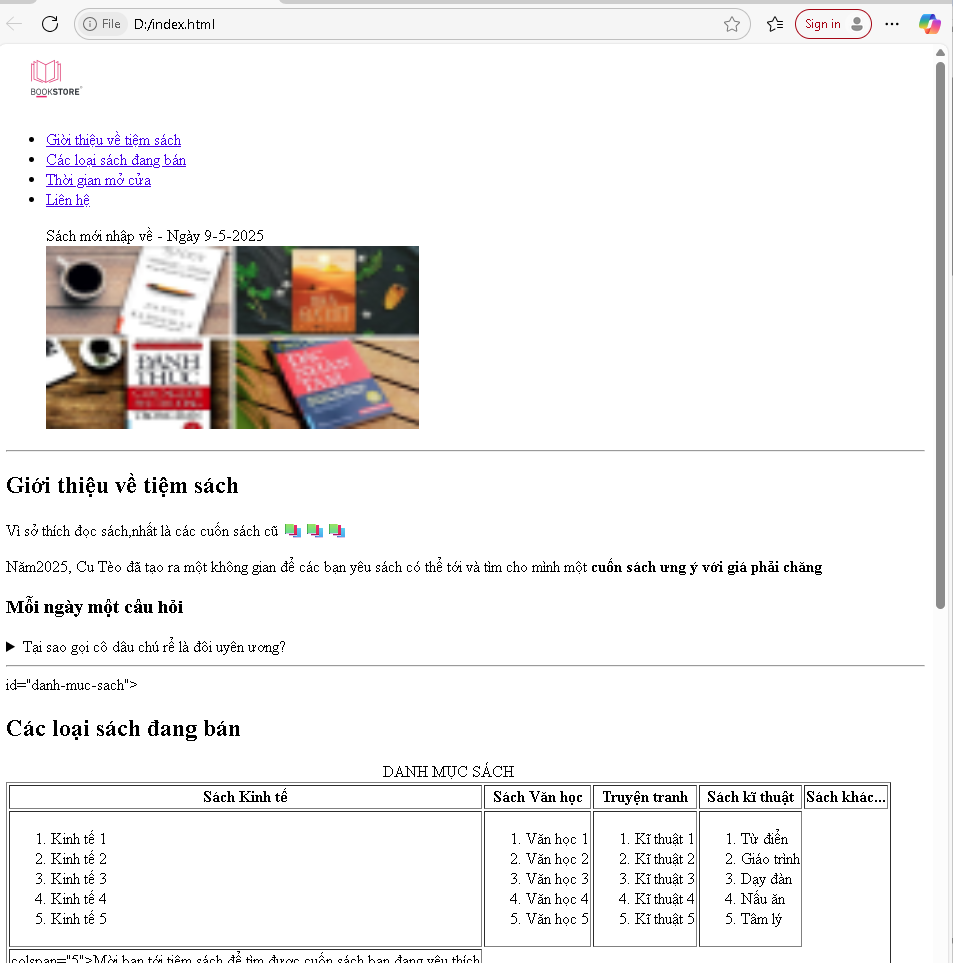 File D:/index.html Sign in
BOOKSTORE
Giời thiệu về tiệm sách
Các loại sách đang bán
Thời gian mở cửa
Liên hệ
Sách mới nhập về - Ngày 9-5-2025
ĐÁNH
THỨC
ĐẮC
NHÂN
TÂM
Giới thiệu về tiệm sách
Vì sở thích đọc sách,nhất là các cuốn sách cũ
Năm2025, Cu Tèo đã tạo ra một không gian để các bạn yêu sách có thể tới và tìm cho mình một cuốn sách ưng ý với giá phải chăng
Mỗi ngày một câu hỏi
Tại sao gọi cô dâu chú rể là đôi uyên ương?
id="danh-muc-sach">
Các loại sách đang bán
DANH MỤC SÁCH
Sách Kinh tế Sách Văn học Truyện tranh Sách kĩ thuật Sách khác...
1. Kinh tế 1 1. Văn học 1 1. Kĩ thuật 1 1. Từ điển
2. Kinh tế 2 2. Văn học 2 2. Kĩ thuật 2 2. Giáo trình
3. Kinh tế 3 3. Văn học 3 3. Kĩ thuật 3 3. Dạy đàn
4. Kinh tế 4 4. Văn học 4 4. Kĩ thuật 4 4. Nấu ăn
5. Kinh tế 5 5. Văn học 5 5. Kĩ thuật 5 5. Tâm lý
colspan="5">Mời bạn tới tiệm sách để tìm được cuốn sách bạn đang yêu thích